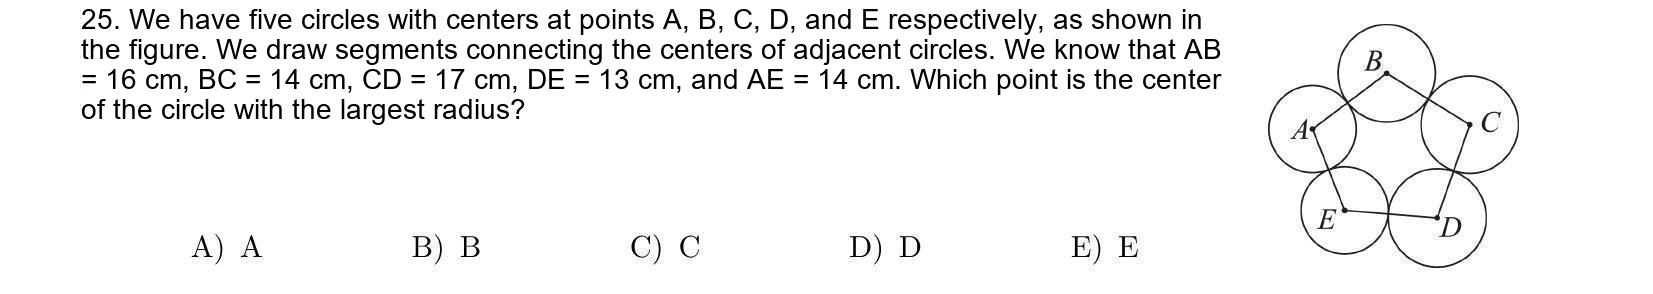 25. We have five circles with centers at points A, B, C, D, and E respectively, as shown in
the figure. We draw segments connecting the centers of adjacent circles. We know that AB
= 16 cm, BC = 14 cm, CD = 17 cm, DE = 13 cm, and AE = 14 cm. Which point is the center
of the circle with the largest radius?
A) A B) B C) C D) D E) E
B
A
C
E
D